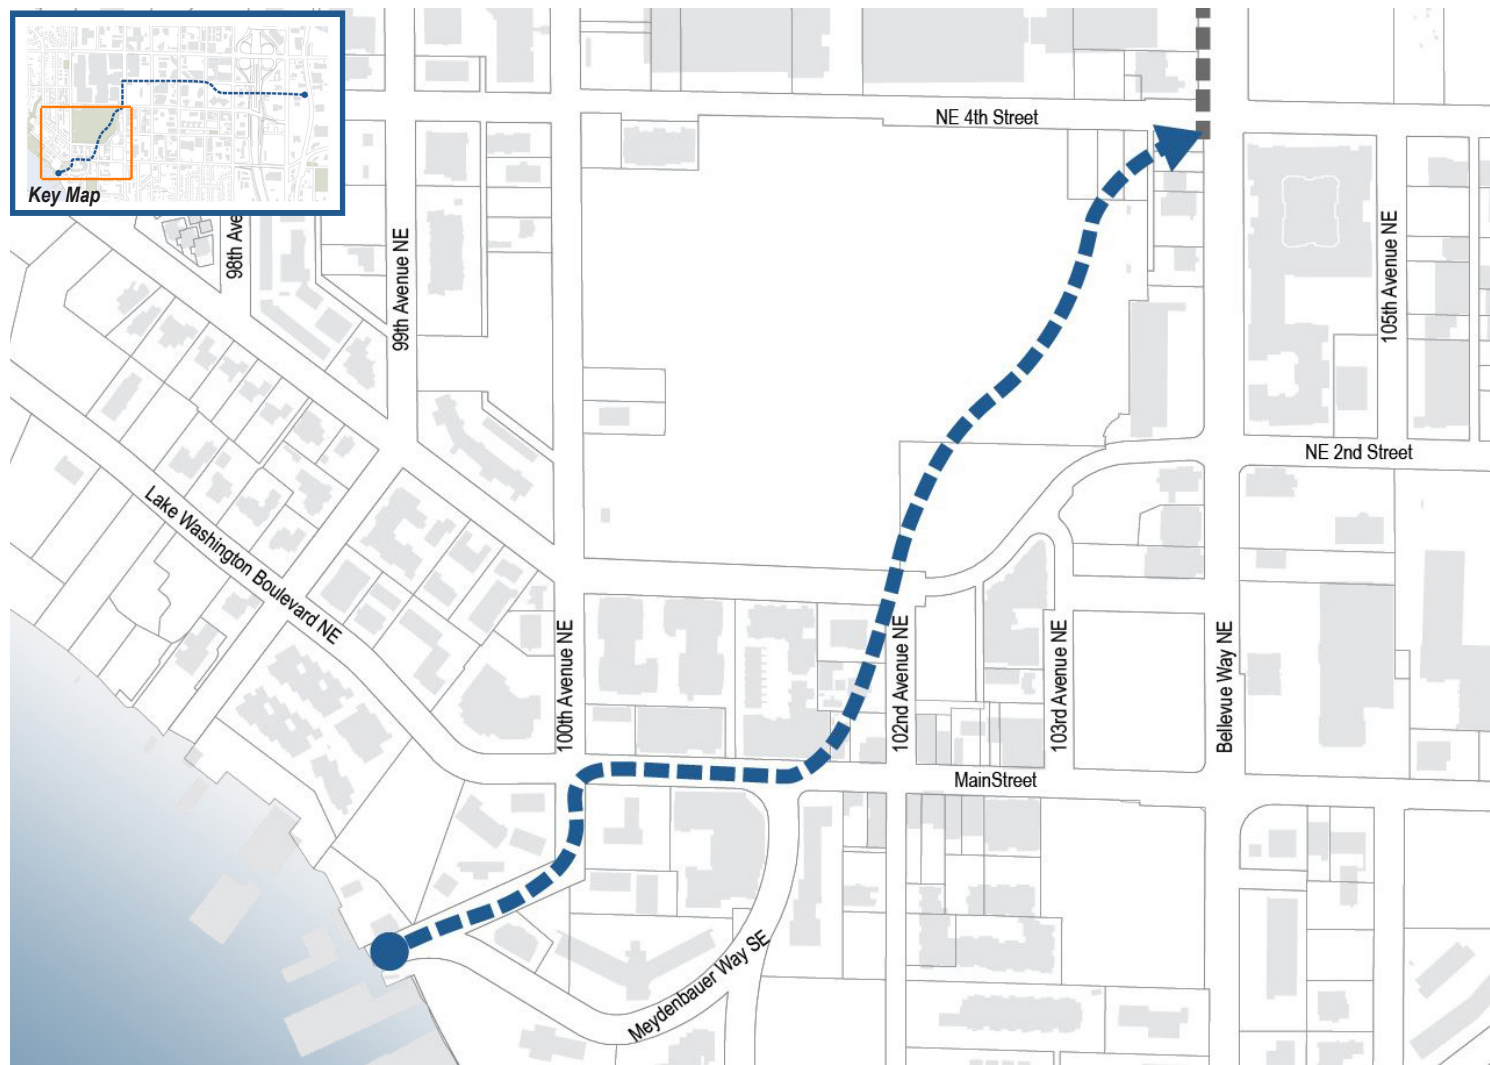 Key Map
98th Ave
99th Avenue NE
NE 4th Street
105th Avenue NE
NE 2nd Street
Lake Washington Boulevard NE
100th Avenue NE
102nd Avenue NE
103rd Avenue NE
Bellevue Way NE
MainStreet
Meydenbauer Way SE